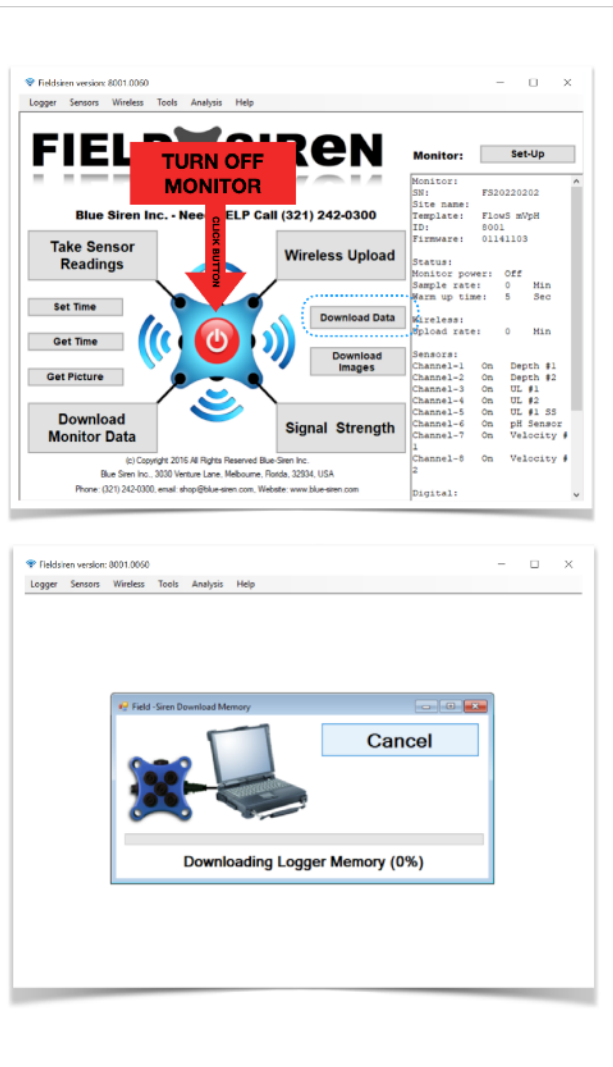 Fieldsiren version: 8001.0060
Logger Sensors Wireless Tools Analysis Help
FIELD SIREN
TURN OFF
MONITOR
CLICK BUTTON
Blue Siren Inc. - Need HELP Call (321) 242-0300
Take Sensor
Readings
Wireless Upload
Set Time
Download Data
Get Time
Download
Images
Get Picture
Download
Monitor Data
Signal Strength
(c) Copyright 2016 All Rights Reserved Blue-Siren Inc.
Blue Siren Inc., 3030 Venture Lane, Melbourne, Florida, 32934, USA
Phone: (321) 242-0300, email: shop@blue-siren.com, Website: www.blue-siren.com
Monitor: Set-Up
Monitor:
SN: FS20220202
Site name:
Template: FlowS mVpH
ID: 8001
Firmware: 01141103
Status:
Monitor power: Off
Sample rate: 0 Min
Warm up time: 5 Sec
Wireless:
Upload rate: 0 Min
Sensors:
Channel-1 On Depth #1
Channel-2 On Depth #2
Channel-3 On UL #1
Channel-4 On UL #2
Channel-5 On UL #1 SS
Channel-6 On pH Sensor
Channel-7 On Velocity #
1
Channel-8 On Velocity #
2
Digital:
Fieldsiren version: 8001.0060
Logger Sensors Wireless Tools Analysis Help
Field -Siren Download Memory
Cancel
Downloading Logger Memory (0%)